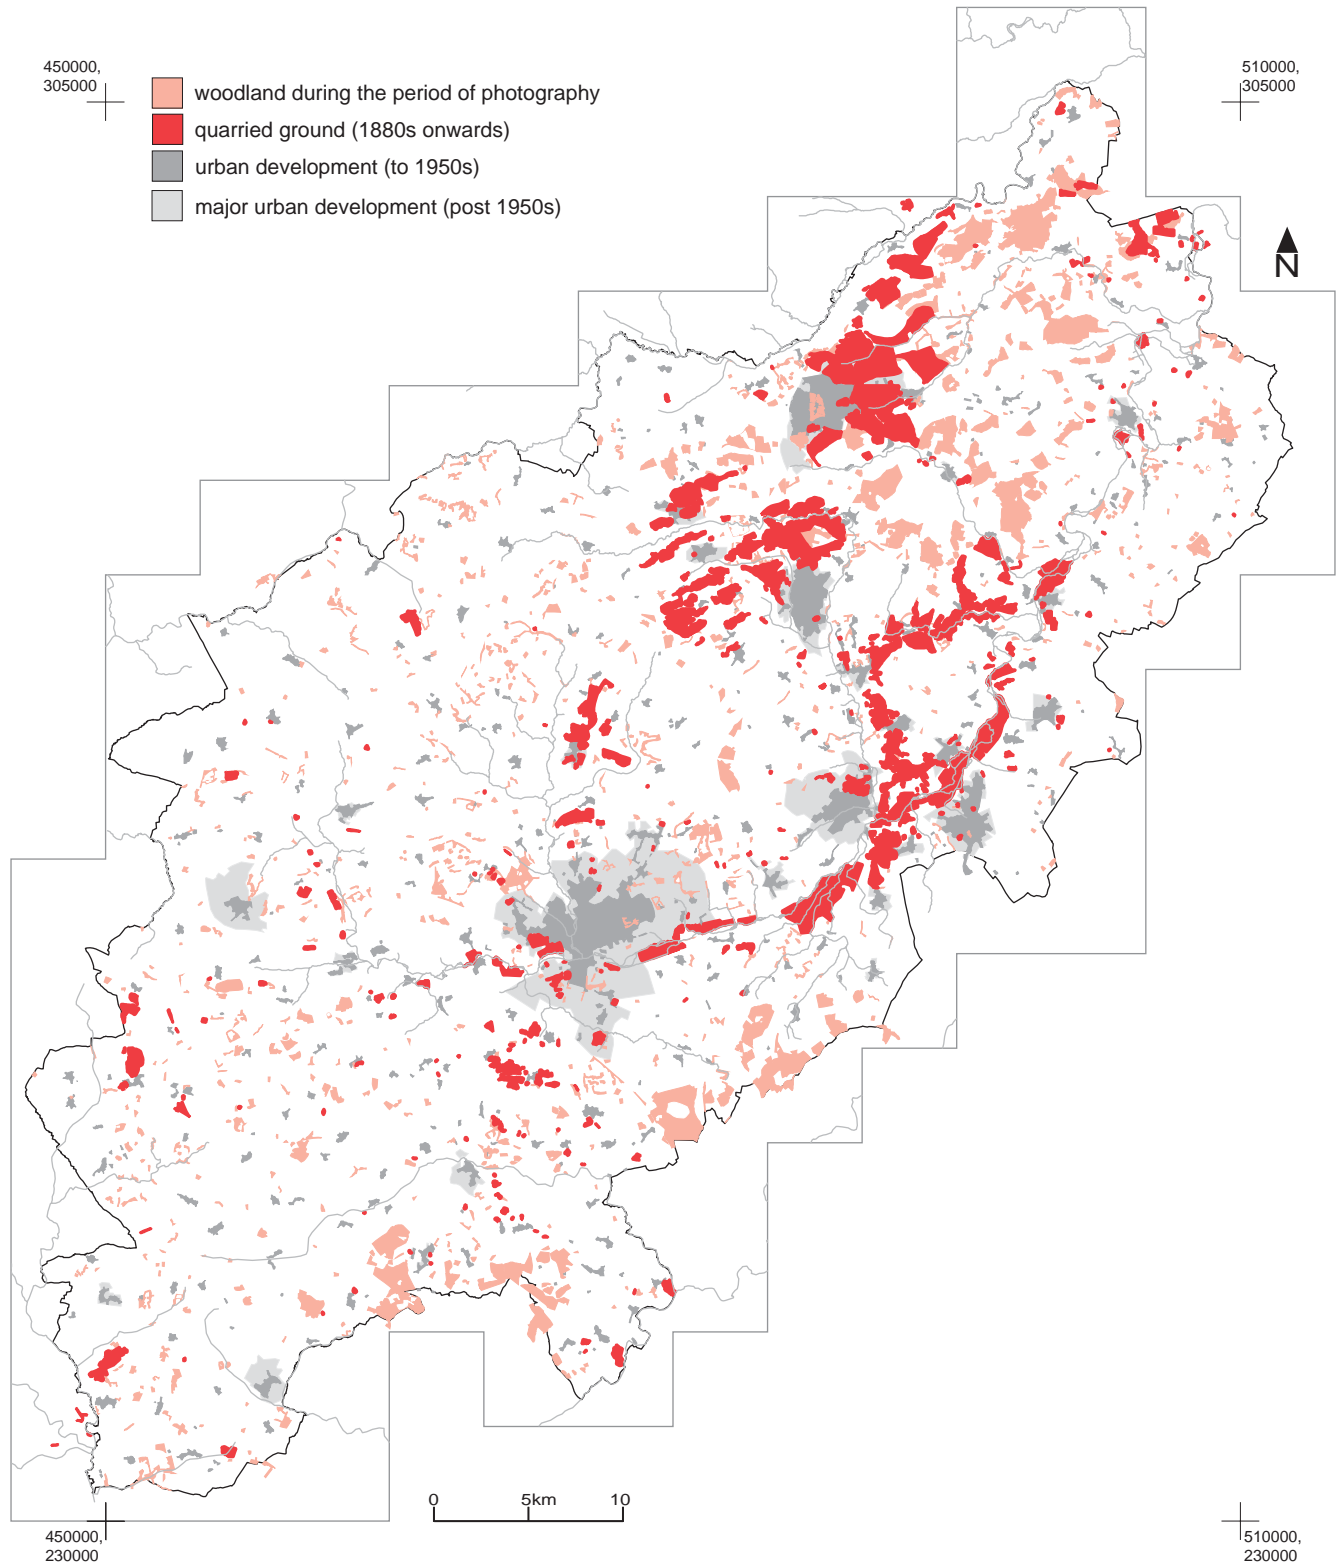 450000,
305000
510000,
305000
woodland during the period of photography
quarried ground (1880s onwards)
urban development (to 1950s)
major urban development (post 1950s)
N
0 5km 10
450000,
230000
510000,
230000